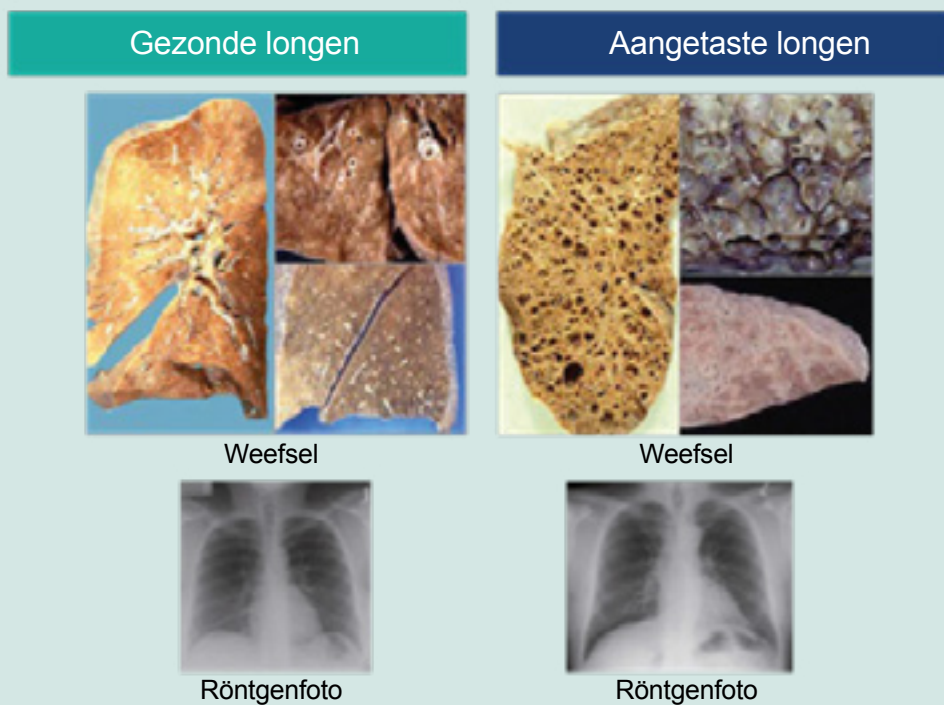 Gezonde longen
Aangetaste longen
Weefsel
Weefsel
Röntgenfoto
Röntgenfoto